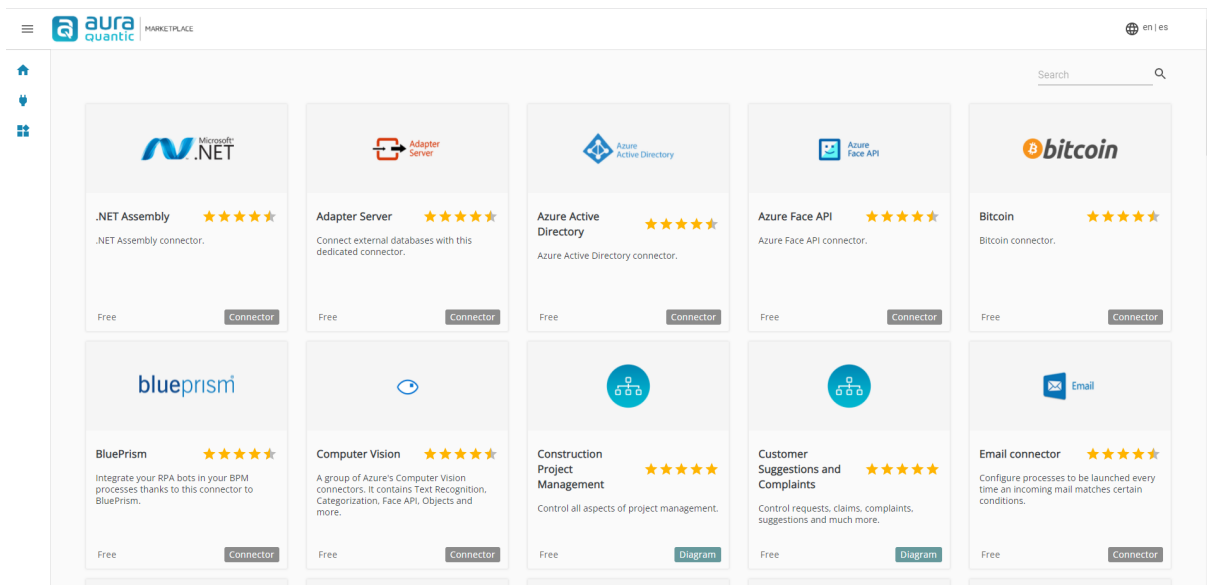 aura quantic MARKETPLACE
en | es
Search
Microsoft®
.NET
Adapter
Server
Azure
Active Directory
Azure
Face API
bitcoin
.NET Assembly
.NET Assembly connector.
Free
Connector
Adapter Server
Connect external databases with this
dedicated connector.
Free
Connector
Azure Active
Directory
Azure Active Directory connector.
Free
Connector
Azure Face API
Azure Face API connector.
Free
Connector
Bitcoin
Bitcoin connector.
Free
Connector
blueprism
Email
BluePrism
Integrate your RPA bots in your BPM
processes thanks to this connector to
BluePrism.
Free
Connector
Computer Vision
A group of Azure's Computer Vision
connectors. It contains Text Recognition,
Categorization, Face API, Objects and
more.
Free
Connector
Construction
Project
Management
Control all aspects of project management.
Free
Diagram
Customer
Suggestions and
Complaints
Control requests, claims, complaints,
suggestions and much more.
Free
Diagram
Email connector
Configure processes to be launched every
time an incoming mail matches certain
conditions.
Free
Connector